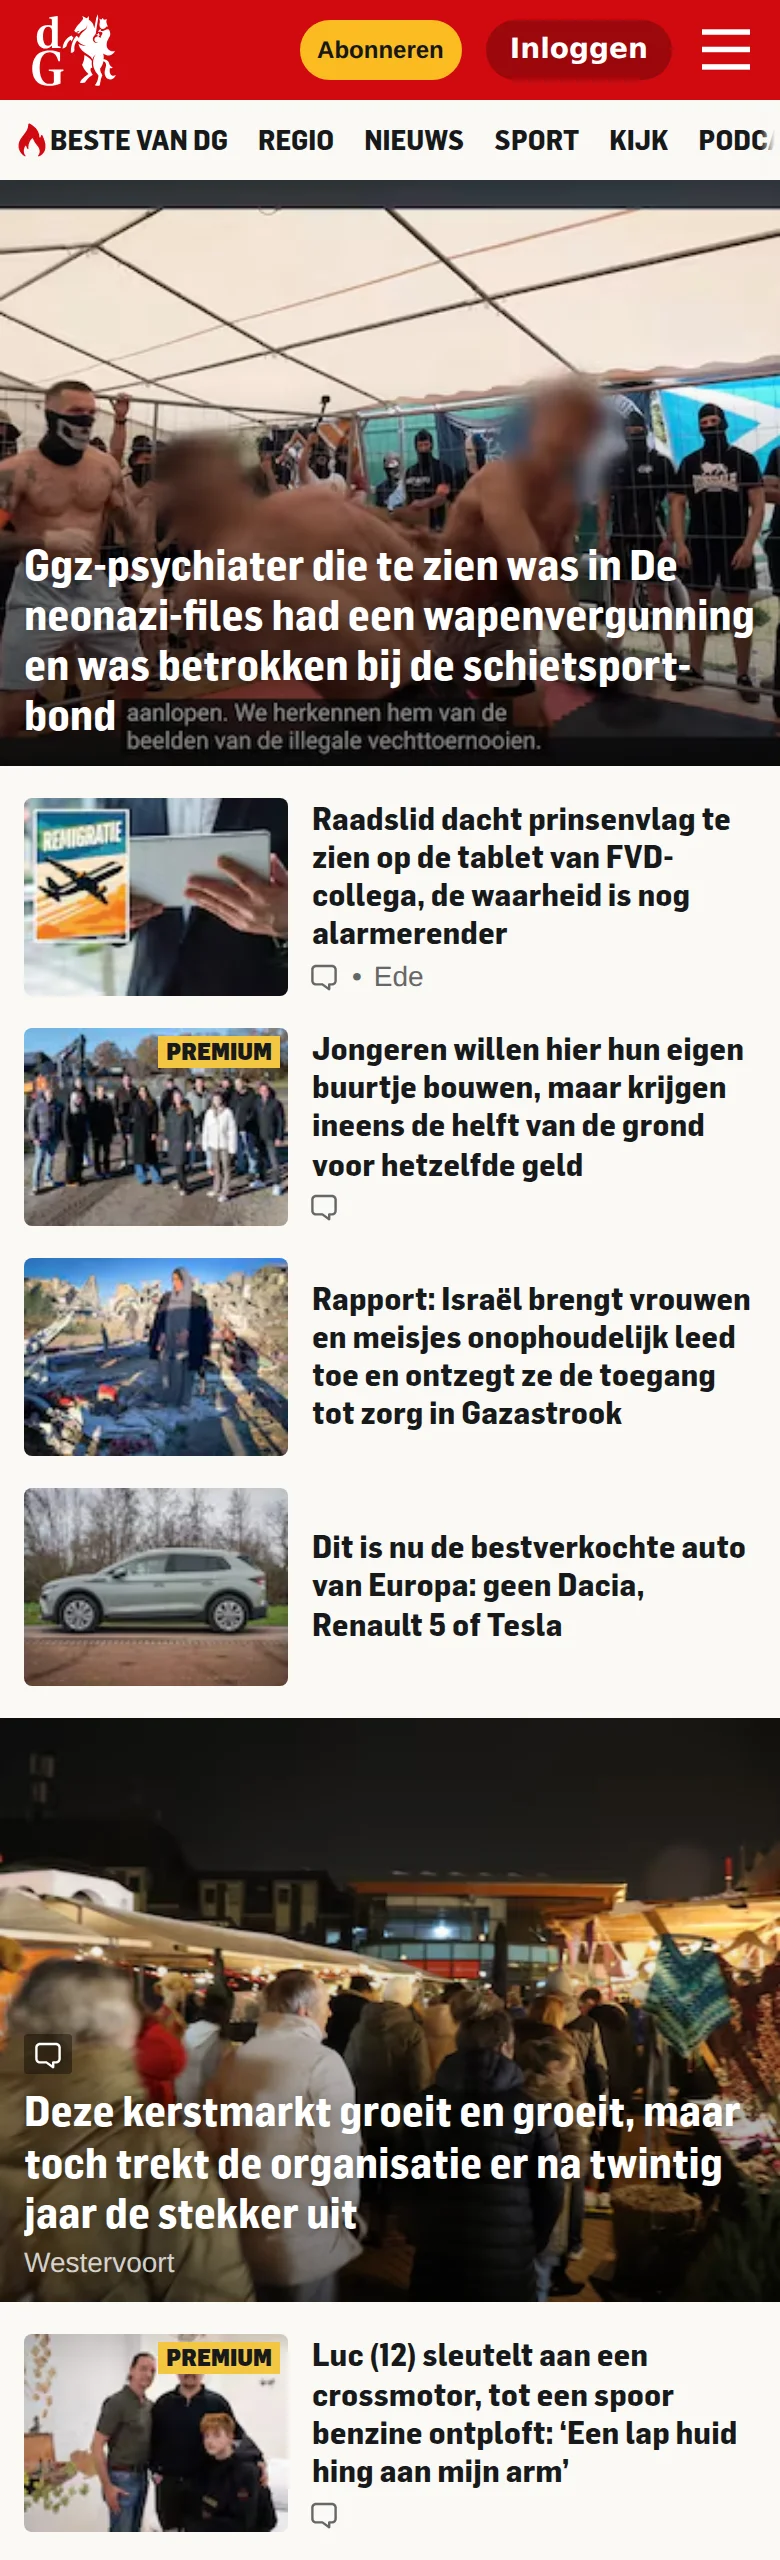 dG
Abonneren
Inloggen
BESTE VAN DG REGIO NIEUWS SPORT KIJK PODCA
Ggz-psychiater die te zien was in De
neonazi-files had een wapenvergunning
en was betrokken bij de schietsport-
bond
aanlopen. We herkennen hem van de
beelden van de illegale vechttoernooien.
REMIGRATIE
Raadslid dacht prinsenvlag te
zien op de tablet van FVD-
collega, de waarheid is nog
alarmerender
• Ede
PREMIUM
Jongeren willen hier hun eigen
buurtje bouwen, maar krijgen
ineens de helft van de grond
voor hetzelfde geld
Rapport: Israël brengt vrouwen
en meisjes onophoudelijk leed
toe en ontzegt ze de toegang
tot zorg in Gazastrook
Dit is nu de bestverkochte auto
van Europa: geen Dacia,
Renault 5 of Tesla
Deze kerstmarkt groeit en groeit, maar
toch trekt de organisatie er na twintig
jaar de stekker uit
Westervoort
PREMIUM
Luc (12) sleutelt aan een
crossmotor, tot een spoor
benzine ontploft: ‘Een lap huid
hing aan mijn arm’